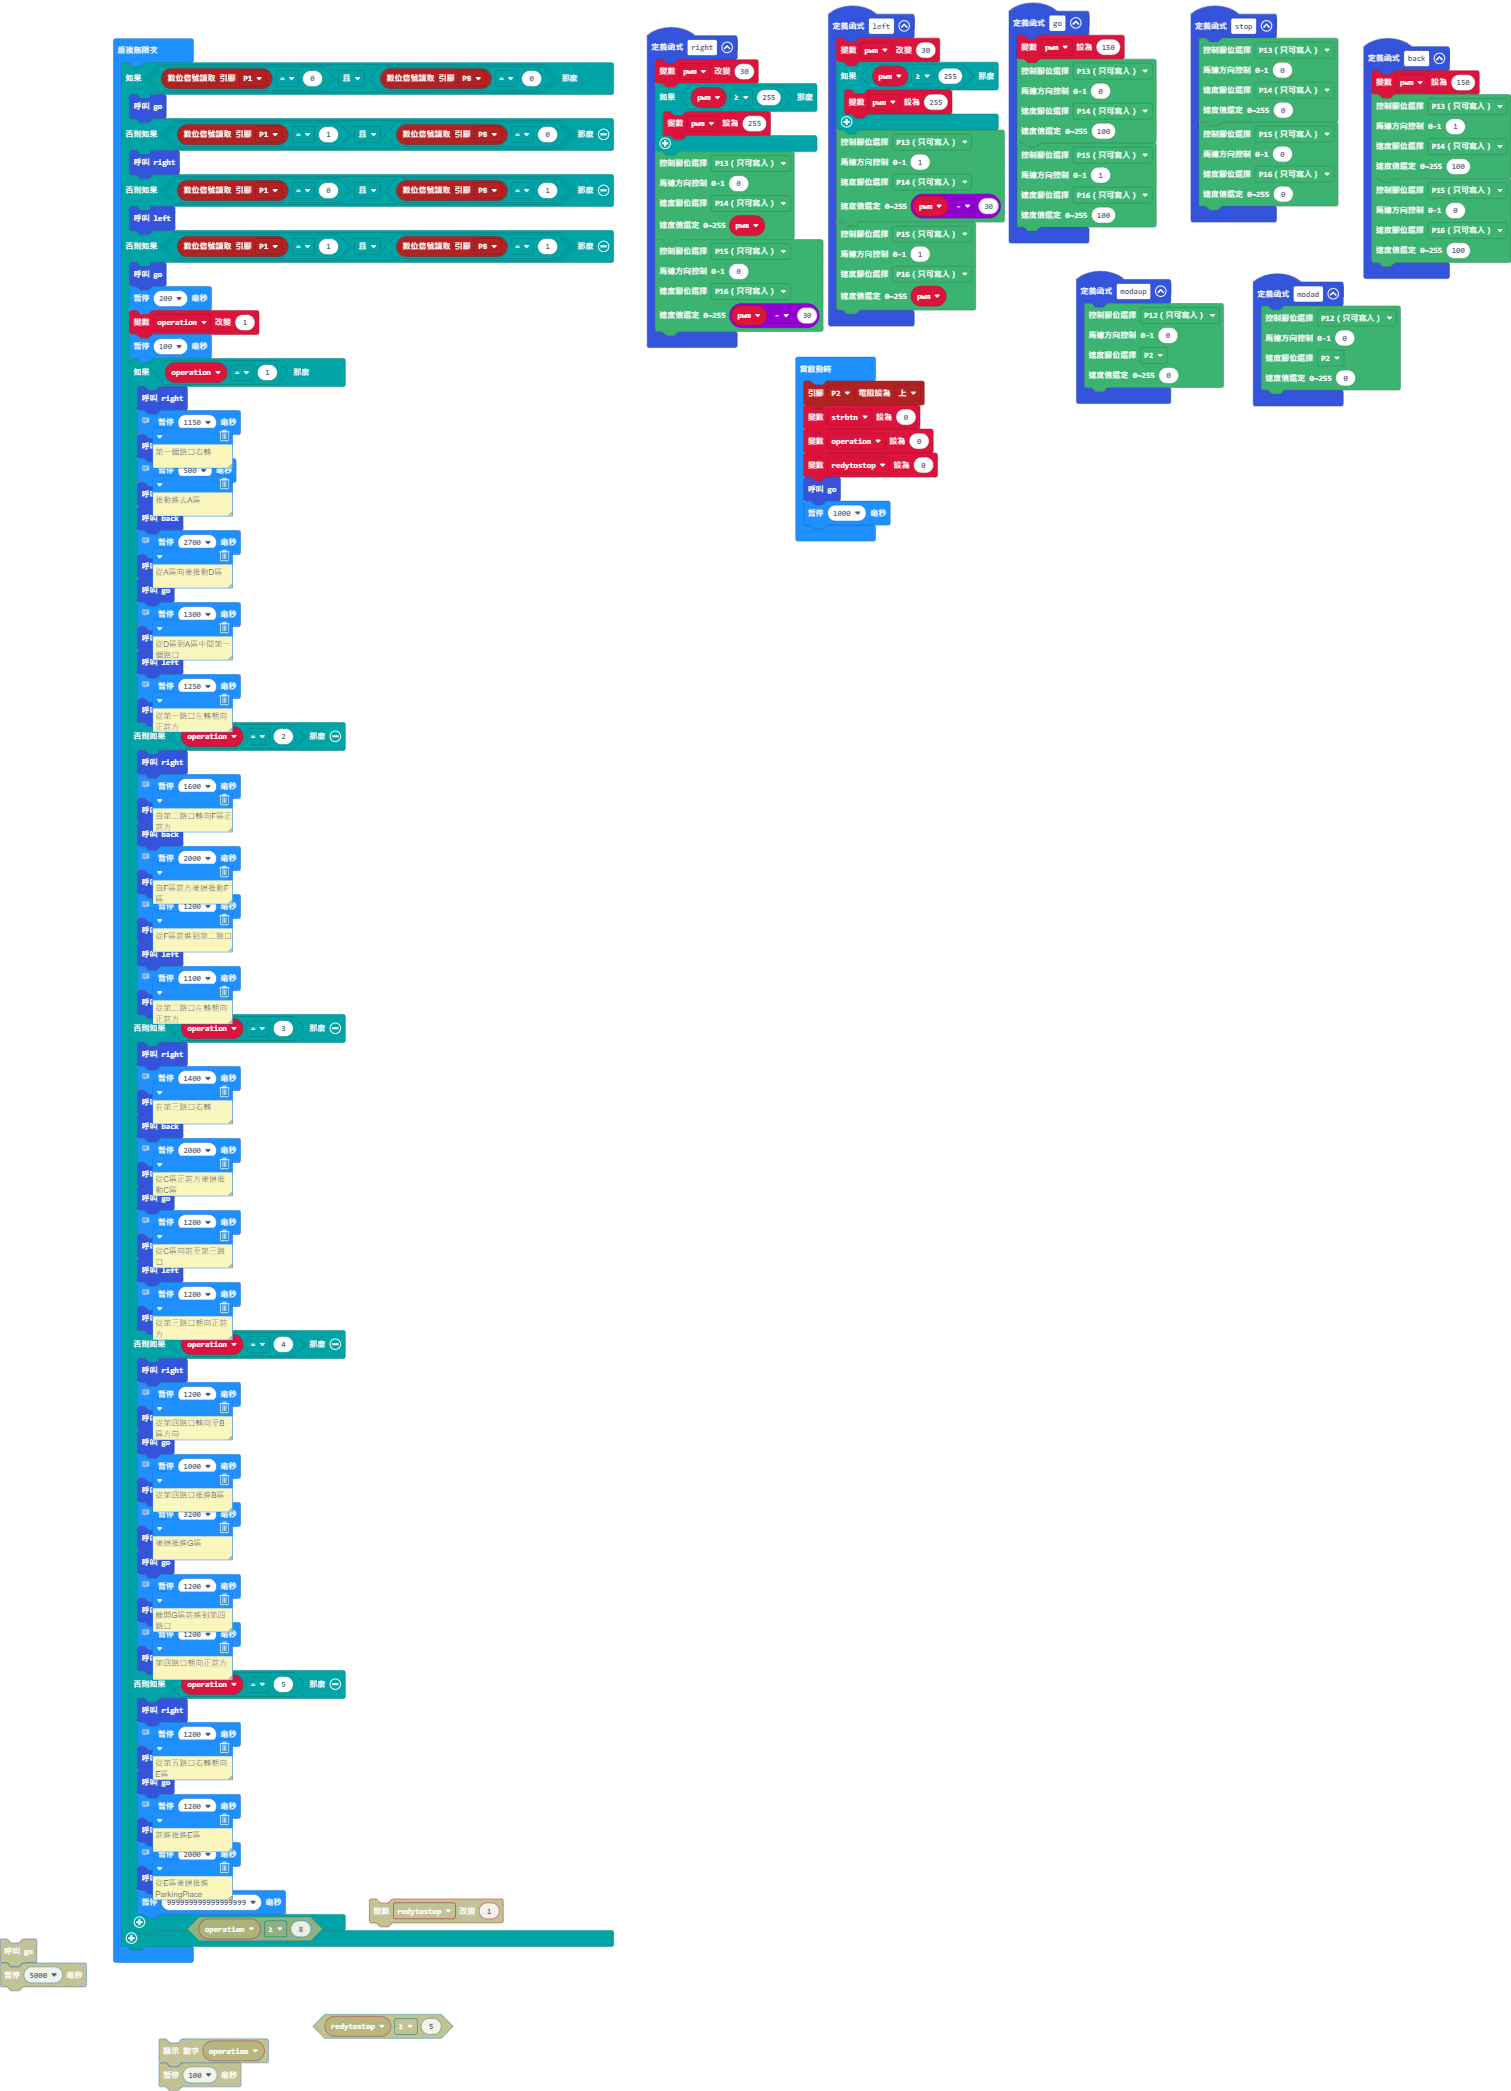 重複無限次
如果 數位信號讀取 引腳 P1 = 0 且 數位信號讀取 引腳 P8 = 0 那麼
呼叫 go
否則如果 數位信號讀取 引腳 P1 = 1 且 數位信號讀取 引腳 P8 = 0 那麼
呼叫 right
否則如果 數位信號讀取 引腳 P1 = 0 且 數位信號讀取 引腳 P8 = 1 那麼
呼叫 left
否則如果 數位信號讀取 引腳 P1 = 1 且 數位信號讀取 引腳 P8 = 1 那麼
呼叫 go
暫停 200 毫秒
變數 operation 改變 1
暫停 100 毫秒
如果 operation = 1 那麼
呼叫 right
暫停 1150 毫秒
第一個路口右轉
暫停 500 毫秒
推動進去A區
呼叫 back
暫停 2700 毫秒
從A區向後推動D區
呼叫 go
暫停 1300 毫秒
從D區到A區中間第一
個路口
呼叫 left
暫停 1250 毫秒
從第一路口左轉朝向
正前方
否則如果 operation = 2 那麼
呼叫 right
暫停 1600 毫秒
自第二路口轉向F區正
前方
呼叫 back
暫停 2000 毫秒
自F區前方後退推動F
區
暫停 1200 毫秒
從F區前進到第二路口
呼叫 left
暫停 1100 毫秒
從第二路口左轉朝向
正前方
否則如果 operation = 3 那麼
呼叫 right
暫停 1400 毫秒
在第三路口右轉
呼叫 back
暫停 2000 毫秒
從C區正前方後退推
動C區
呼叫 go
暫停 1200 毫秒
從C區向前至第三路
口
呼叫 left
暫停 1200 毫秒
從第三路口朝向正前
方
否則如果 operation = 4 那麼
呼叫 right
暫停 1200 毫秒
從第四路口轉向至B
區方向
呼叫 go
暫停 1000 毫秒
從第四路口推進B區
暫停 3200 毫秒
後退推進G區
呼叫 go
暫停 1200 毫秒
離開G區前進到第四
路口
暫停 1200 毫秒
第四路口朝向正前方
否則如果 operation = 5 那麼
呼叫 right
暫停 1200 毫秒
從第五路口右轉朝向
E區
呼叫 go
暫停 1200 毫秒
前進推進E區
暫停 2000 毫秒
從E區後退推進
ParkingPlace
毫秒
operation ≥ 8
變數 redytostop 改變 1
呼叫 go
暫停 5000 毫秒
redytostop ≥ 5
顯示 數字 operation
暫停 100 毫秒
定義函式 right
變數 pwm 改變 30
如果 pwm ≥ 255 那麼
變數 pwm 設為 255
控制腳位選擇 P13 ( 只可寫入 )
馬達方向控制 0-1 0
速度腳位選擇 P14 ( 只可寫入 )
速度值選定 0~255 pwm
控制腳位選擇 P15 ( 只可寫入 )
馬達方向控制 0-1 0
速度腳位選擇 P16 ( 只可寫入 )
速度值選定 0~255 pwm - 30
定義函式 left
變數 pwm 改變 30
如果 pwm ≥ 255 那麼
變數 pwm 設為 255
控制腳位選擇 P13 ( 只可寫入 )
馬達方向控制 0-1 1
速度腳位選擇 P14 ( 只可寫入 )
速度值選定 0~255 pwm - 30
控制腳位選擇 P15 ( 只可寫入 )
馬達方向控制 0-1 1
速度腳位選擇 P16 ( 只可寫入 )
速度值選定 0~255 pwm
定義函式 go
變數 pwm 設為 150
控制腳位選擇 P13 ( 只可寫入 )
馬達方向控制 0-1 0
速度腳位選擇 P14 ( 只可寫入 )
速度值選定 0~255 100
控制腳位選擇 P15 ( 只可寫入 )
馬達方向控制 0-1 1
速度腳位選擇 P16 ( 只可寫入 )
速度值選定 0~255 100
定義函式 stop
控制腳位選擇 P13 ( 只可寫入 )
馬達方向控制 0-1 0
速度腳位選擇 P14 ( 只可寫入 )
速度值選定 0~255 0
控制腳位選擇 P15 ( 只可寫入 )
馬達方向控制 0-1 0
速度腳位選擇 P16 ( 只可寫入 )
速度值選定 0~255 0
定義函式 back
變數 pwm 設為 150
控制腳位選擇 P13 ( 只可寫入 )
馬達方向控制 0-1 1
速度腳位選擇 P14 ( 只可寫入 )
速度值選定 0~255 100
控制腳位選擇 P15 ( 只可寫入 )
馬達方向控制 0-1 0
速度腳位選擇 P16 ( 只可寫入 )
速度值選定 0~255 100
定義函式 modaup
控制腳位選擇 P12 ( 只可寫入 )
馬達方向控制 0-1 0
速度腳位選擇 P2
速度值選定 0~255 0
定義函式 modad
控制腳位選擇 P12 ( 只可寫入 )
馬達方向控制 0-1 0
速度腳位選擇 P2
速度值選定 0~255 0
當啟動時
引腳 P2 電阻設為 上
變數 strbtn 設為 0
變數 operation 設為 0
變數 redytostop 設為 0
呼叫 go
暫停 1000 毫秒